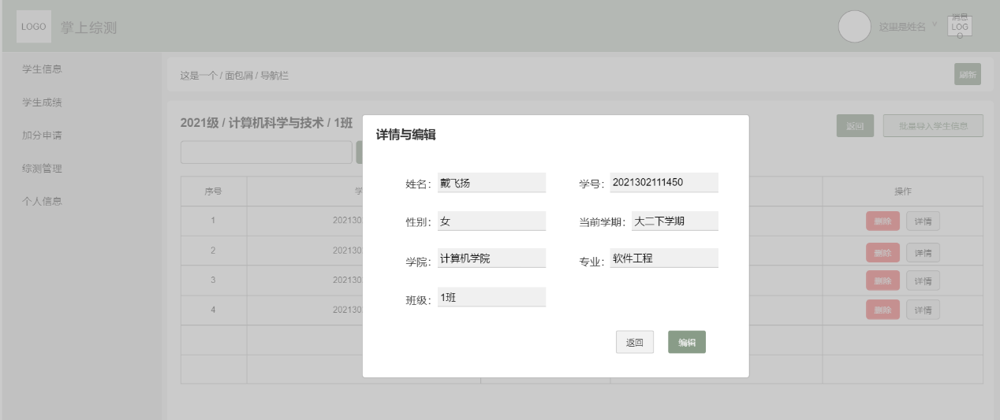 LOGO
掌上综测
这里是姓名
消息LOGO
学生信息
学生成绩
加分申请
综测管理
个人信息
这是一个 / 面包屑 / 导航栏
刷新
2021级 / 计算机科学与技术 / 1班
返回
批量导入学生信息
序号
操作
1
202130
删除
详情
2
202130
删除
详情
3
202130
删除
详情
4
202130
删除
详情
详情与编辑
姓名: 戴飞扬
学号: 2021302111450
性别: 女
当前学期: 大二下学期
学院: 计算机学院
专业: 软件工程
班级: 1班
返回
编辑